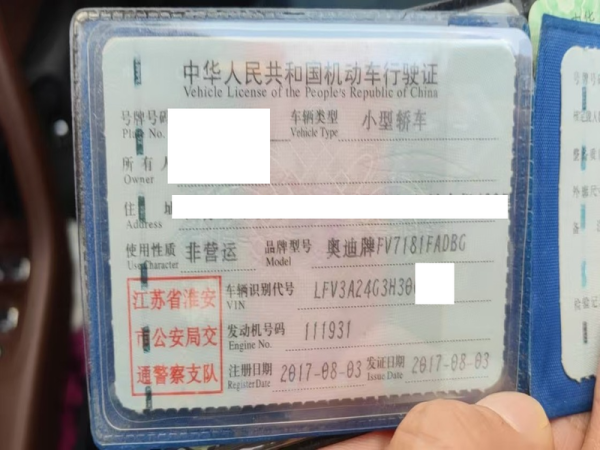 中华人民共和国机动车行驶证
Vehicle License of the People's Republic of China
号牌号码 车辆类型 小型轿车
Plate No. Vehicle Type
所有人
Owner
住 址
Address
使用性质 非营运 品牌型号 奥迪牌FV7181FADBG
Use Character Model
江苏省淮安
市公安局交
通警察支队
车辆识别代号 LFV3A24G3H30
VIN
发动机号码 111931
Engine No.
注册日期 2017-08-03 发证日期 2017-08-03
Register Date Issue Date